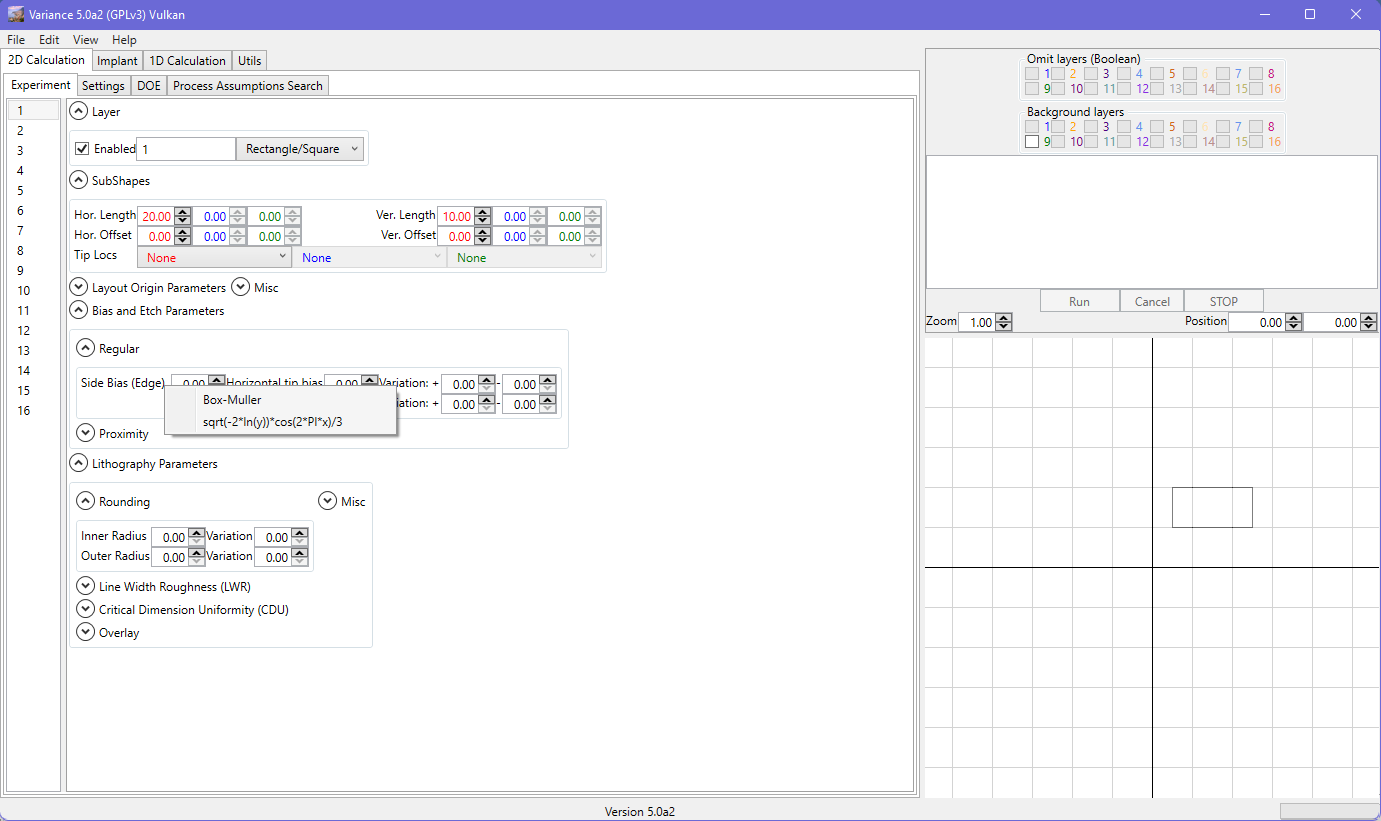 Variance 5.0a2 (GPLv3) Vulkan
File Edit View Help
2D Calculation Implant 1D Calculation Utils
Experiment Settings DOE Process Assumptions Search
1
2
3
4
5
6
7
8
9
10
11
12
13
14
15
16
Layer
Enabled 1 Rectangle/Square
SubShapes
Hor. Length 20.00 0.00 0.00 Ver. Length 10.00 0.00 0.00
Hor. Offset 0.00 0.00 0.00 Ver. Offset 0.00 0.00 0.00
Tip Locs None None None
Layout Origin Parameters Misc
Bias and Etch Parameters
Regular
Side Bias (Edge) 0.00 Horizontal tip bias 0.00 Variation: + 0.00 - 0.00
Variation: + 0.00 - 0.00
Box-Muller
sqrt(-2*ln(y))*cos(2*PI*x)/3
Proximity
Lithography Parameters
Rounding Misc
Inner Radius 0.00 Variation 0.00
Outer Radius 0.00 Variation 0.00
Line Width Roughness (LWR)
Critical Dimension Uniformity (CDU)
Overlay
Omit layers (Boolean)
1 2 3 4 5 6 7 8
9 10 11 12 13 14 15 16
Background layers
1 2 3 4 5 6 7 8
9 10 11 12 13 14 15 16
Run Cancel STOP
Zoom 1.00 Position 0.00 0.00
Version 5.0a2